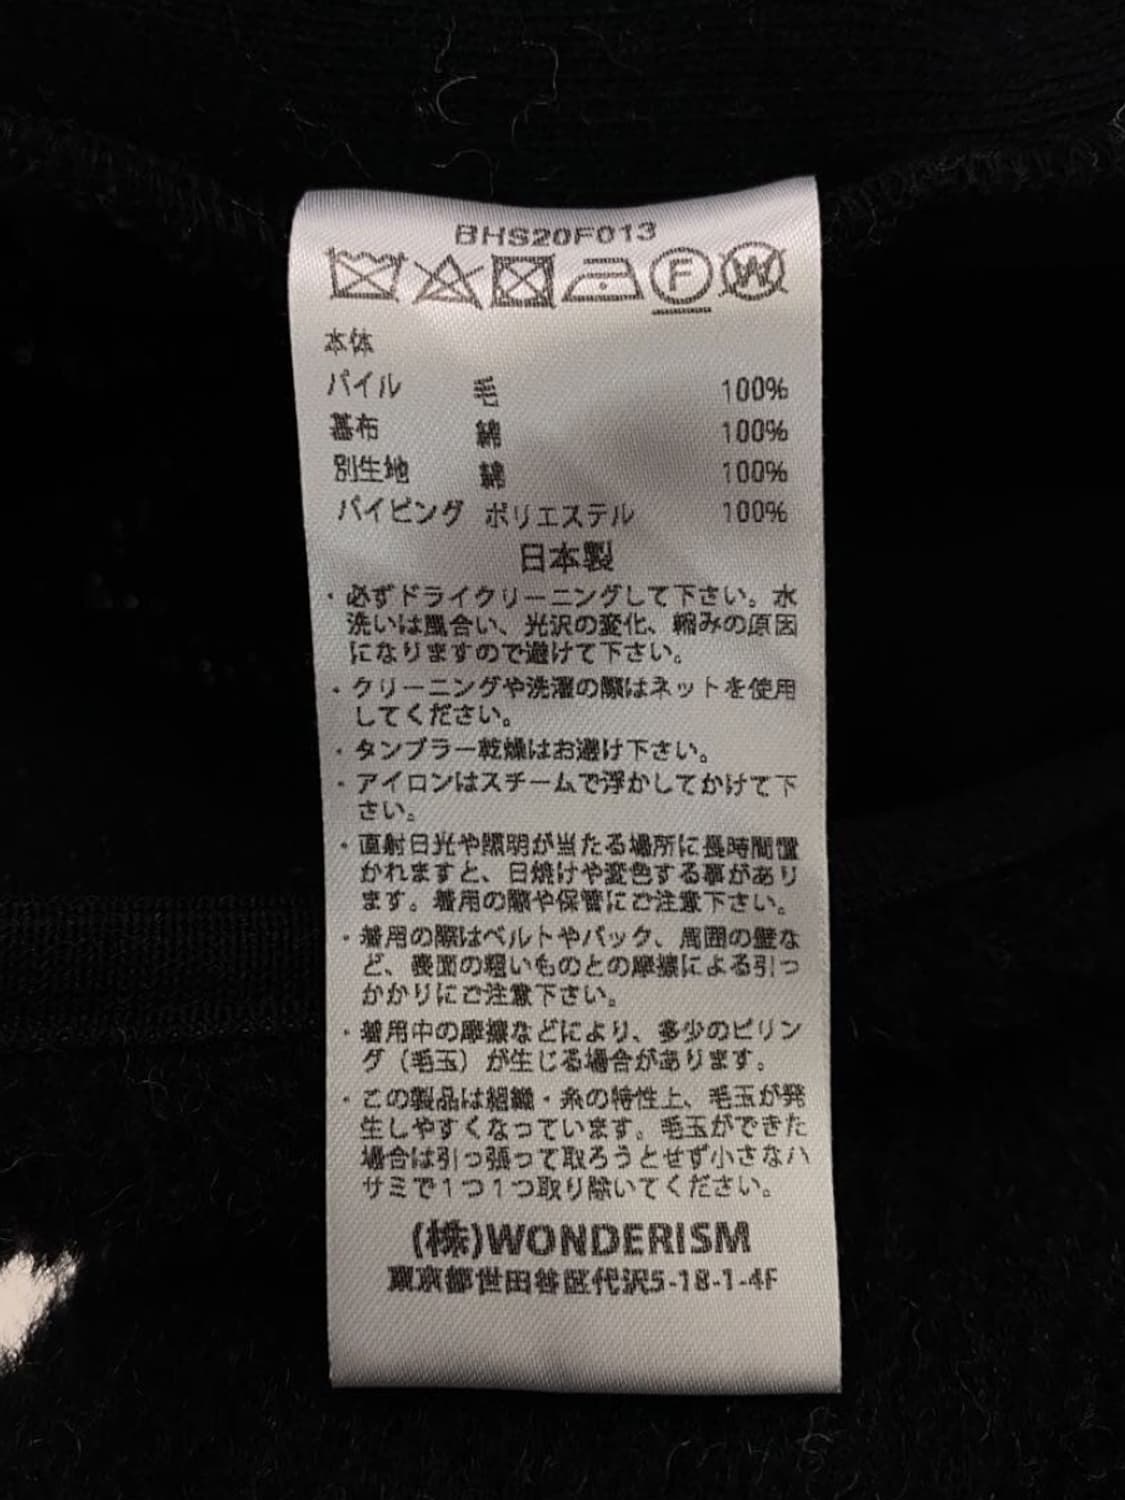 BHS20F013
F W
本体
パイル 毛 100%
基布 綿 100%
別生地 綿 100%
パイピング ポリエステル 100%
日本製
・必ずドライクリーニングして下さい。水
洗いは風合い、光沢の変化、縮みの原因
になりますので避けて下さい。
・クリーニングや洗濯の際はネットを使用
してください。
・タンブラー乾燥はお避け下さい。
・アイロンはスチームで浮かしてかけて下
さい。
・直射日光や照明が当たる場所に長時間置
かれますと、日焼けや変色する事があり
ます。着用の際や保管にご注意下さい。
・着用の際はベルトやバック、周囲の壁な
ど、表面の粗いものとの摩擦による引っ
かかりにご注意下さい。
・着用中の摩擦などにより、多少のピリン
グ（毛玉）が生じる場合があります。
・この製品は組織・糸の特性上、毛玉が発
生しやすくなっています。毛玉ができた
場合は引っ張って取ろうとせず小さなハ
サミで1つ1つ取り除いてください。
(株)WONDERISM
東京都世田谷区代沢5-18-1-4F